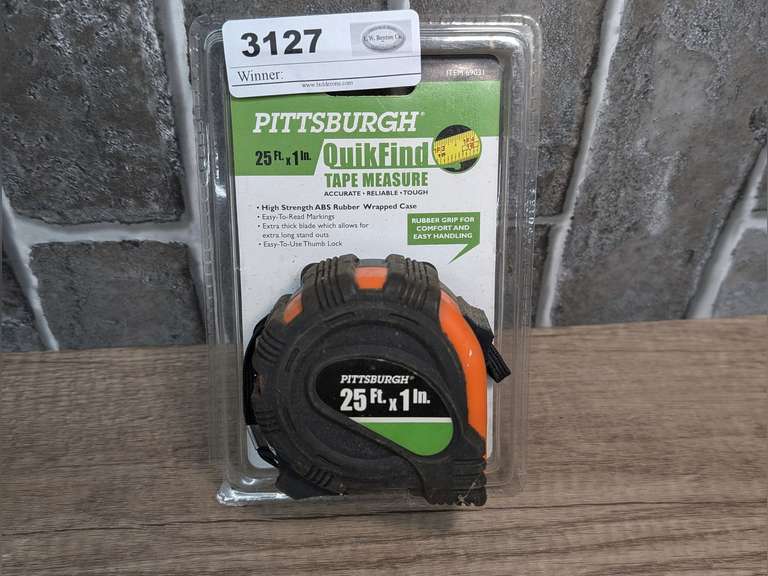 3127
Winner:
www.bidderone.com
ITEM 69031
PITTSBURGH®
25 Ft. x 1 In.
QuikFind
TAPE MEASURE
ACCURATE • RELIABLE • TOUGH
• High Strength ABS Rubber Wrapped Case
• Easy-To-Read Markings
• Extra thick blade which allows for
extra long stand outs
• Easy-To-Use Thumb Lock
RUBBER GRIP FOR
COMFORT AND
EASY HANDLING
PITTSBURGH®
25 Ft. x 1 In.